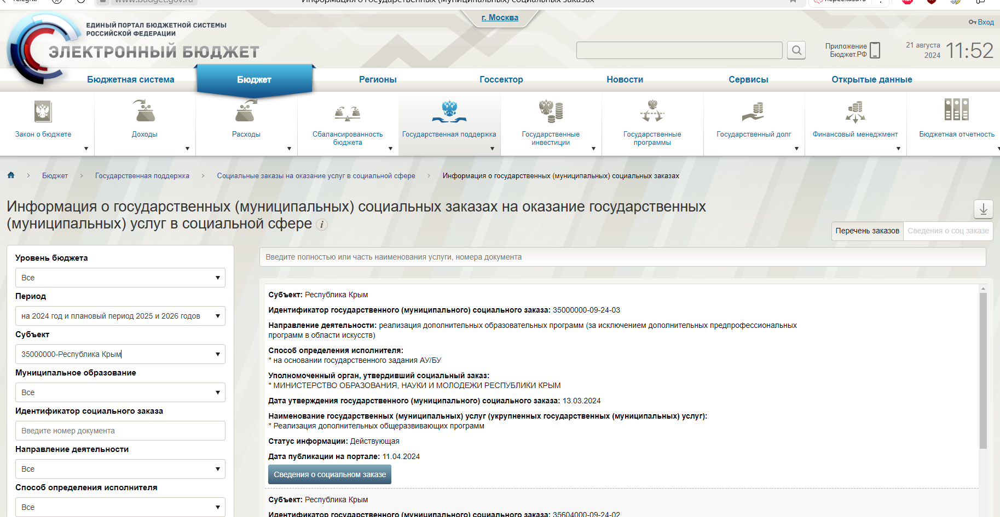 www.budget.gov.ru
Информация о государственных (муниципальных) социальных заказах
пересказать
г. Москва
ЕДИНЫЙ ПОРТАЛ БЮДЖЕТНОЙ СИСТЕМЫ
РОССИЙСКОЙ ФЕДЕРАЦИИ
ЭЛЕКТРОННЫЙ БЮДЖЕТ
Вход
Приложение
Бюджет.РФ
21 августа
2024
11:52
Бюджетная система
Бюджет
Регионы
Госсектор
Новости
Сервисы
Открытые данные
Закон о бюджете
Доходы
Расходы
Сбалансированность
бюджета
Государственная поддержка
Государственные
инвестиции
Государственные
программы
Государственный долг
Финансовый менеджмент
Бюджетная отчетность
Бюджет > Государственная поддержка > Социальные заказы на оказание услуг в социальной сфере > Информация о государственных (муниципальных) социальных заказах
Информация о государственных (муниципальных) социальных заказах на оказание государственных
(муниципальных) услуг в социальной сфере i
Перечень заказов
Сведения о соц заказе
Уровень бюджета
Все
Период
на 2024 год и плановый период 2025 и 2026 годов
Субъект
35000000-Республика Крым
Муниципальное образование
Все
Идентификатор социального заказа
Введите номер документа
Направление деятельности
Все
Способ определения исполнителя
Все
Введите полностью или часть наименования услуги, номера документа
Субъект: Республика Крым
Идентификатор государственного (муниципального) социального заказа: 35000000-09-24-03
Направление деятельности: реализация дополнительных образовательных программ (за исключением дополнительных предпрофессиональных
программ в области искусств)
Способ определения исполнителя:
* на основании государственного задания АУ/БУ
Уполномоченный орган, утвердивший социальный заказ:
* МИНИСТЕРСТВО ОБРАЗОВАНИЯ, НАУКИ И МОЛОДЕЖИ РЕСПУБЛИКИ КРЫМ
Дата утверждения государственного (муниципального) социального заказа: 13.03.2024
Наименование государственных (муниципальных) услуг (укрупненных государственных (муниципальных) услуг):
* Реализация дополнительных общеразвивающих программ
Статус информации: Действующая
Дата публикации на портале: 11.04.2024
Сведения о социальном заказе
Субъект: Республика Крым
Идентификатор государственного (муниципального) социального заказа: 35604000-09-24-02